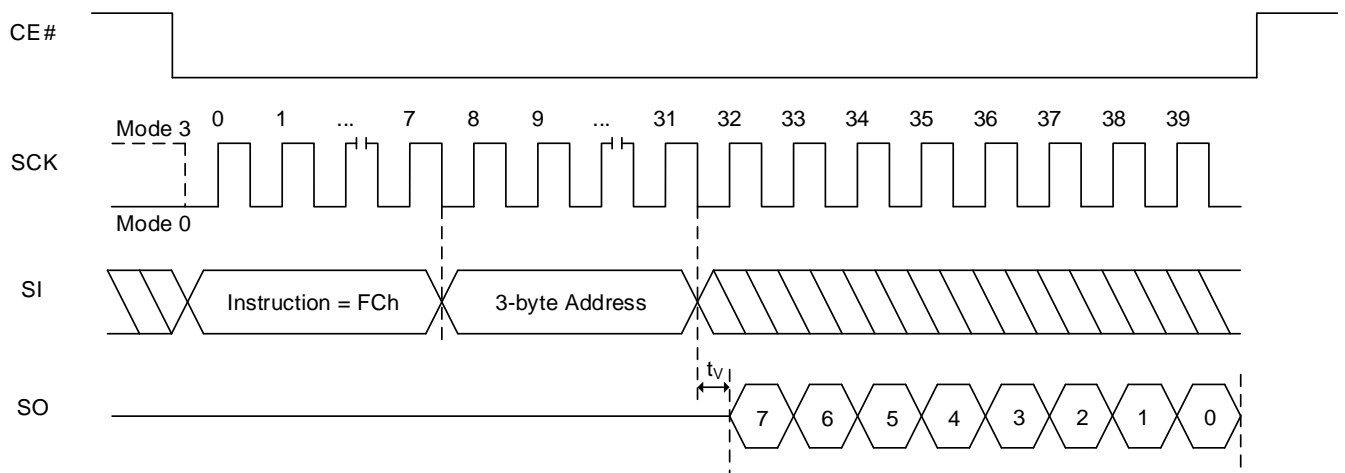 CE#
0 1 ... 7 8 9 ... 31 32 33 34 35 36 37 38 39
Mode 3
SCK
Mode 0
SI
Instruction = FCh
3-byte Address
tV
SO
7 6 5 4 3 2 1 0